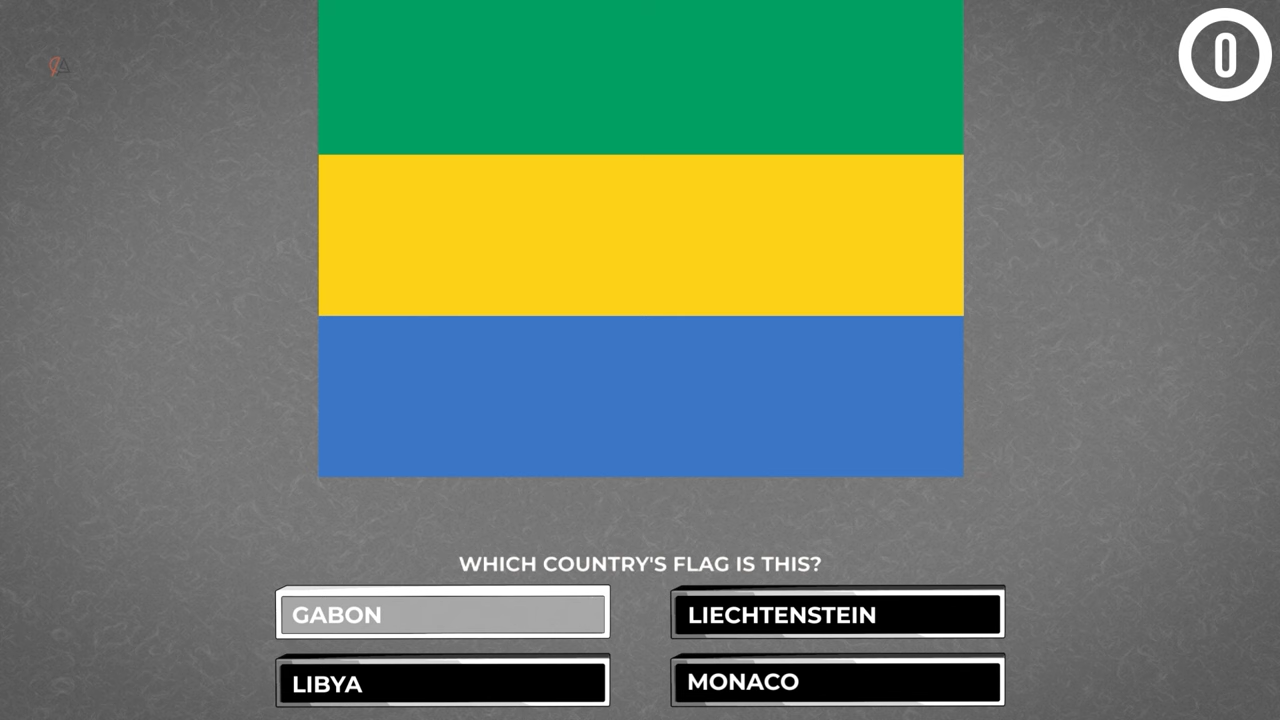 0
WHICH COUNTRY'S FLAG IS THIS?
GABON
LIECHTENSTEIN
LIBYA
MONACO